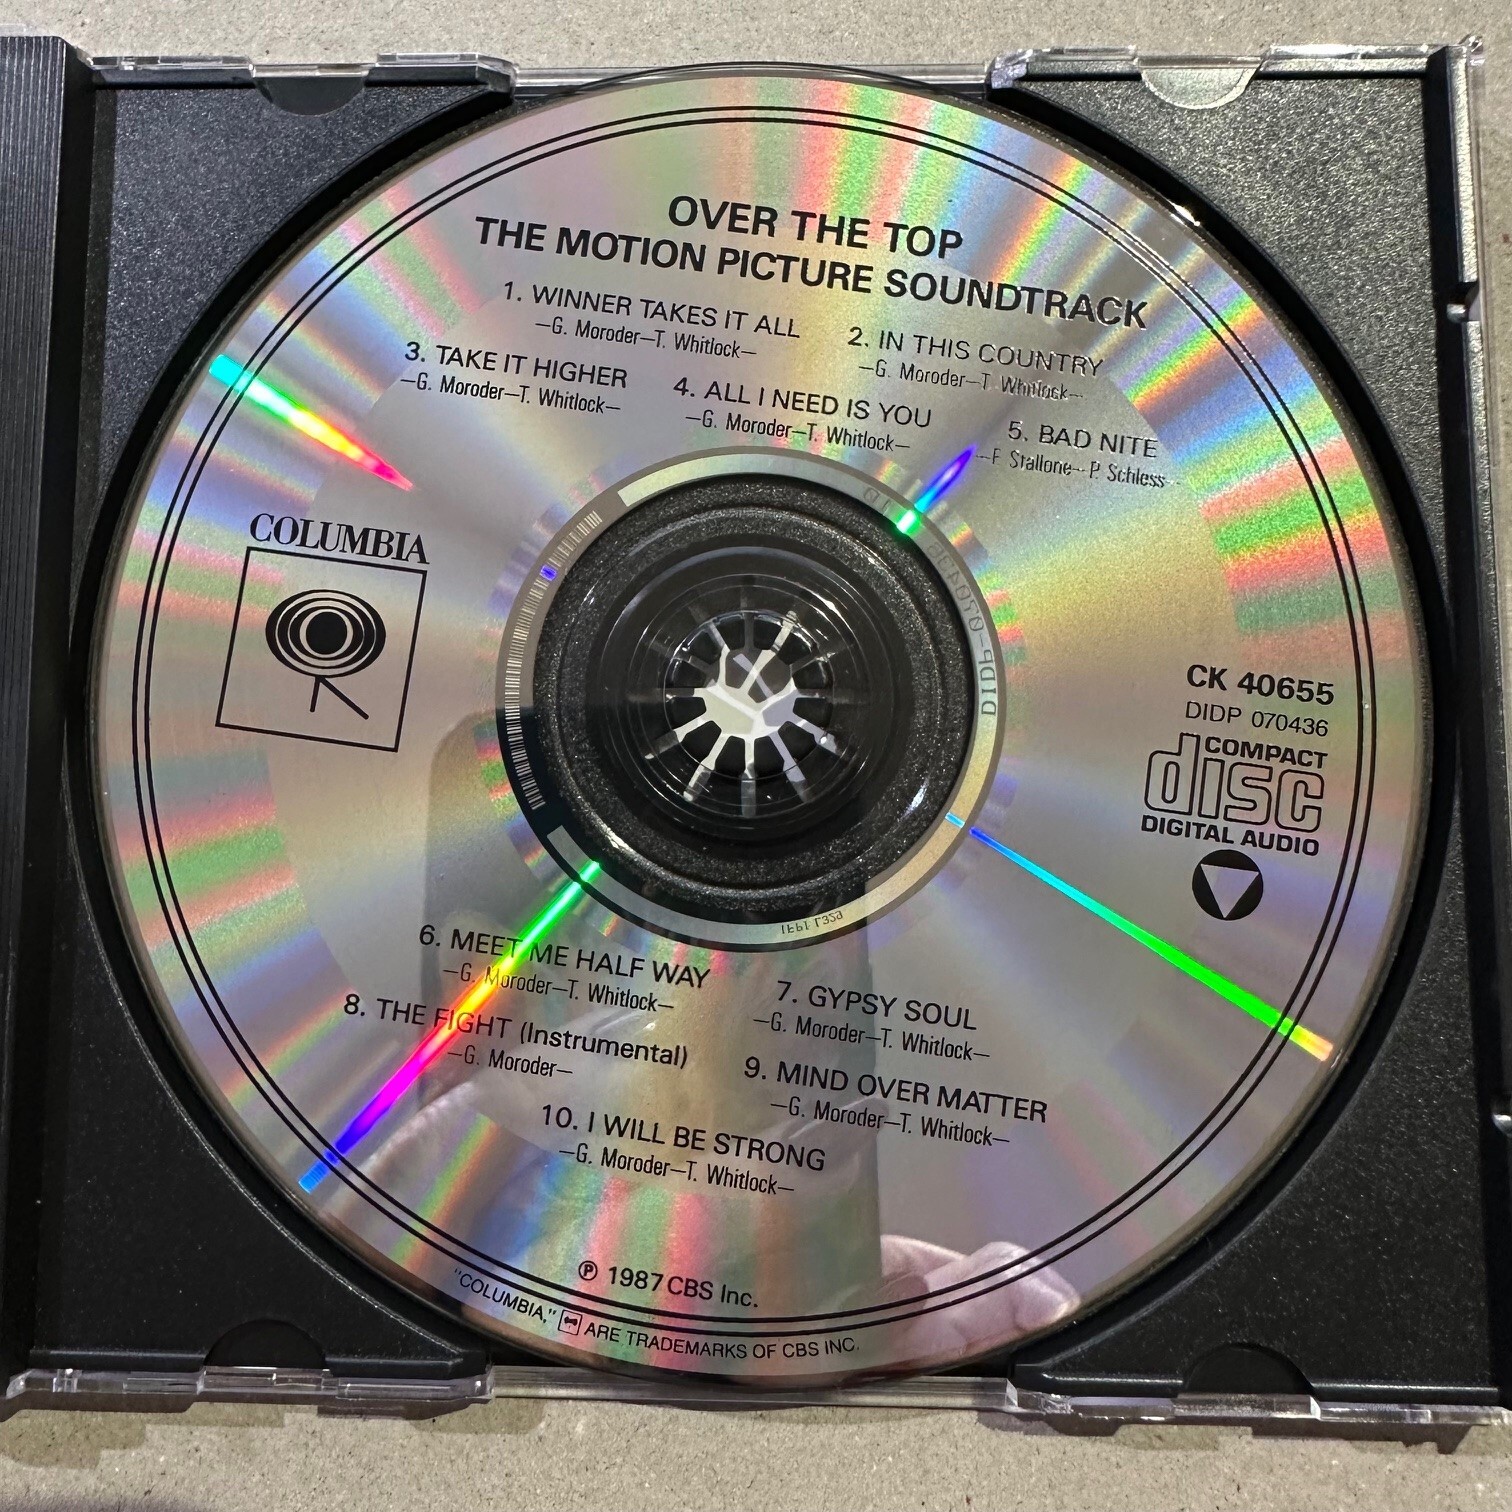 OVER THE TOP
THE MOTION PICTURE SOUNDTRACK
1. WINNER TAKES IT ALL
—G. Moroder—T. Whitlock—
2. IN THIS COUNTRY
—G. Moroder—T. Whitlock—
3. TAKE IT HIGHER
—G. Moroder—T. Whitlock—
4. ALL I NEED IS YOU
—G. Moroder—T. Whitlock—
5. BAD NITE
—F. Stallone—P. Schless—
COLUMBIA
CK 40655
DIDP 070436
COMPACT
disc
DIGITAL AUDIO
IFPI L329
6. MEET ME HALF WAY
—G. Moroder—T. Whitlock—
7. GYPSY SOUL
—G. Moroder—T. Whitlock—
8. THE FIGHT (Instrumental)
—G. Moroder—
9. MIND OVER MATTER
—G. Moroder—T. Whitlock—
10. I WILL BE STRONG
—G. Moroder—T. Whitlock—
℗ 1987 CBS Inc.
"COLUMBIA," ARE TRADEMARKS OF CBS INC.